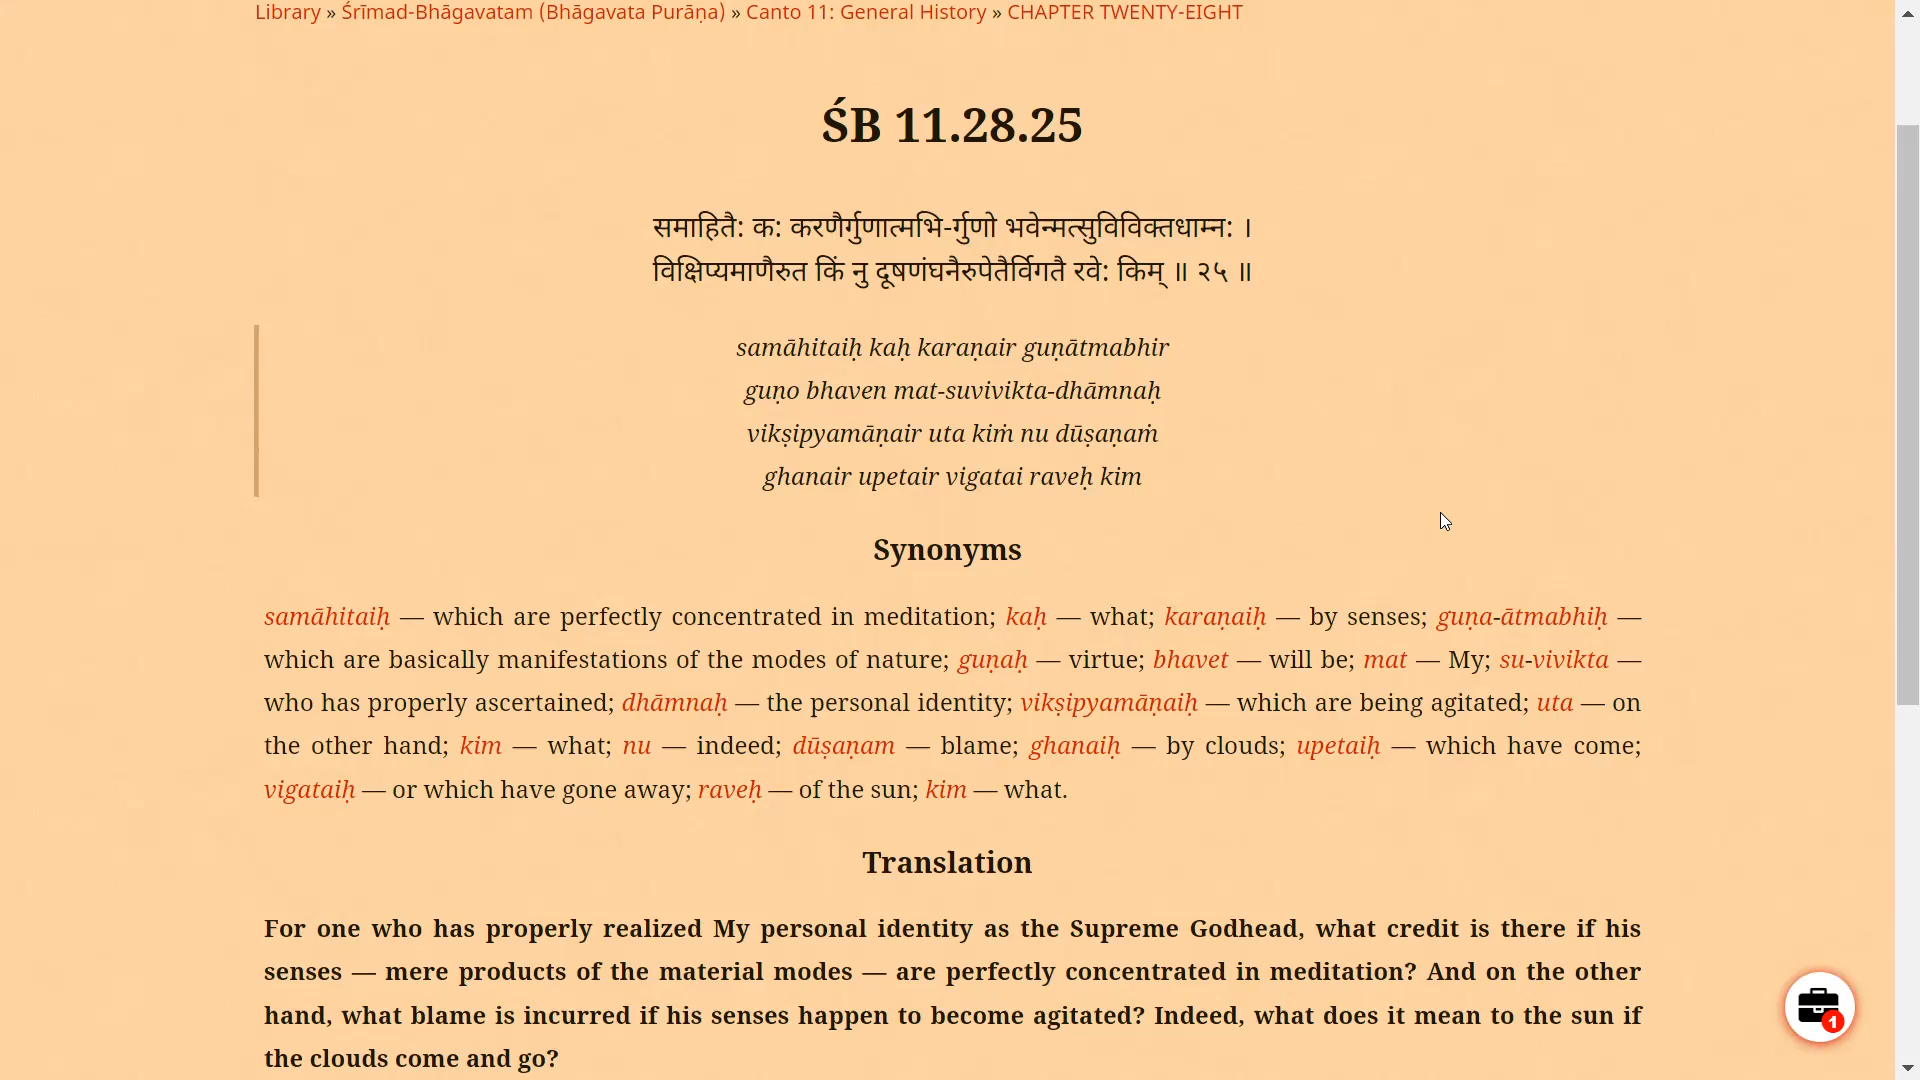 Library » Śrīmad-Bhāgavatam (Bhāgavata Purāṇa) » Canto 11: General History » CHAPTER TWENTY-EIGHT
ŚB 11.28.25
समाहितै: क: करणैर्गुणात्मभि-र्गुणो भवेन्मत्सुविविक्तधाम्न: ।
विक्षिप्यमाणैरुत किं नु दूषणंघनैरुपेतैर्विगतै रवे: किम् ॥ २५ ॥
samāhitaiḥ kaḥ karaṇair guṇātmabhir
guṇo bhaven mat-suvivikta-dhāmnaḥ
vikṣipyamāṇair uta kiṁ nu dūṣaṇaṁ
ghanair upetair vigatai raveḥ kim
Synonyms
samāhitaiḥ — which are perfectly concentrated in meditation; kaḥ — what; karaṇaiḥ — by senses; guṇa-ātmabhiḥ —
which are basically manifestations of the modes of nature; guṇaḥ — virtue; bhavet — will be; mat — My; su-vivikta —
who has properly ascertained; dhāmnaḥ — the personal identity; vikṣipyamāṇaiḥ — which are being agitated; uta — on
the other hand; kim — what; nu — indeed; dūṣaṇam — blame; ghanaiḥ — by clouds; upetaiḥ — which have come;
vigataiḥ — or which have gone away; raveḥ — of the sun; kim — what.
Translation
For one who has properly realized My personal identity as the Supreme Godhead, what credit is there if his
senses — mere products of the material modes — are perfectly concentrated in meditation? And on the other
hand, what blame is incurred if his senses happen to become agitated? Indeed, what does it mean to the sun if
the clouds come and go?
1